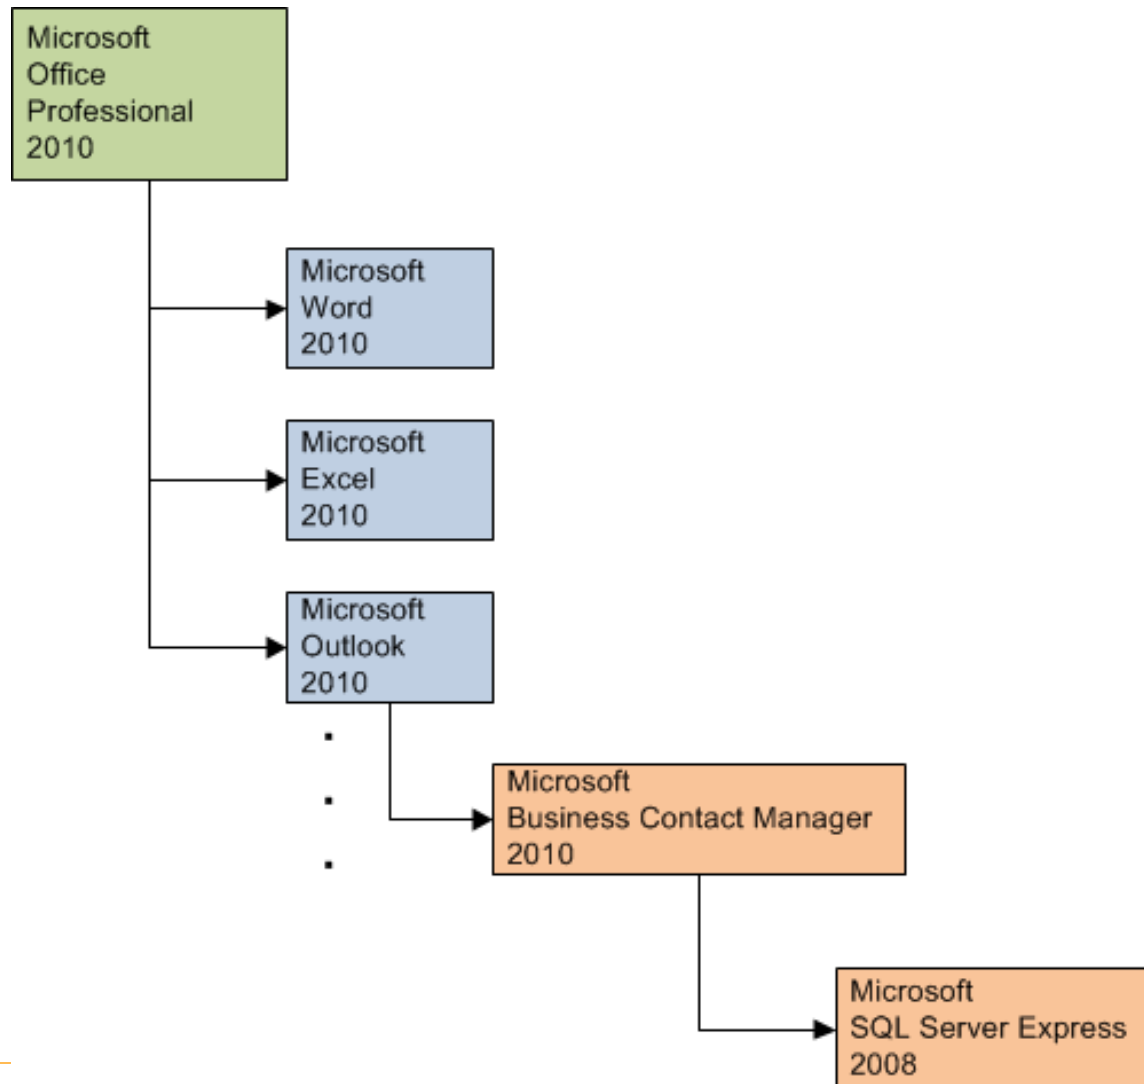 Microsoft
Office
Professional
2010
Microsoft
Word
2010
Microsoft
Excel
2010
Microsoft
Outlook
2010
Microsoft
Business Contact Manager
2010
Microsoft
SQL Server Express
2008